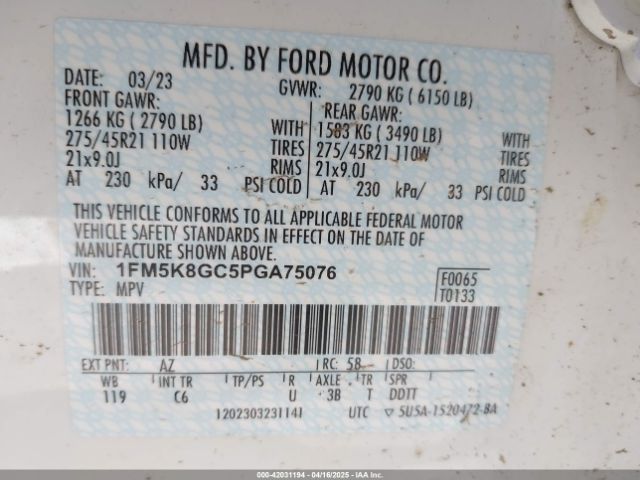 MFD. BY FORD MOTOR CO.
DATE: 03/23 GVWR: 2790 KG ( 6150 LB)
FRONT GAWR: REAR GAWR:
1266 KG ( 2790 LB) WITH 1583 KG ( 3490 LB) WITH
275/45R21 110W TIRES 275/45R21 110W TIRES
21x9.0J RIMS 21x9.0J RIMS
AT 230 kPa/ 33 PSI COLD AT 230 kPa/ 33 PSI COLD
THIS VEHICLE CONFORMS TO ALL APPLICABLE FEDERAL MOTOR
VEHICLE SAFETY STANDARDS IN EFFECT ON THE DATE OF
MANUFACTURE SHOWN ABOVE.
VIN: 1FM5K8GC5PGA75076
TYPE: MPV
F0065
T0133
EXT PNT: AZ RC: 58 DSO:
WB INT TR TP/PS R AXLE TR SPR
119 C6 U 3B T DDTT
1202303231141 UTC ▽ 5U5A-1520472-BA
000-42031194 - 04/16/2025 - IAAI.COM